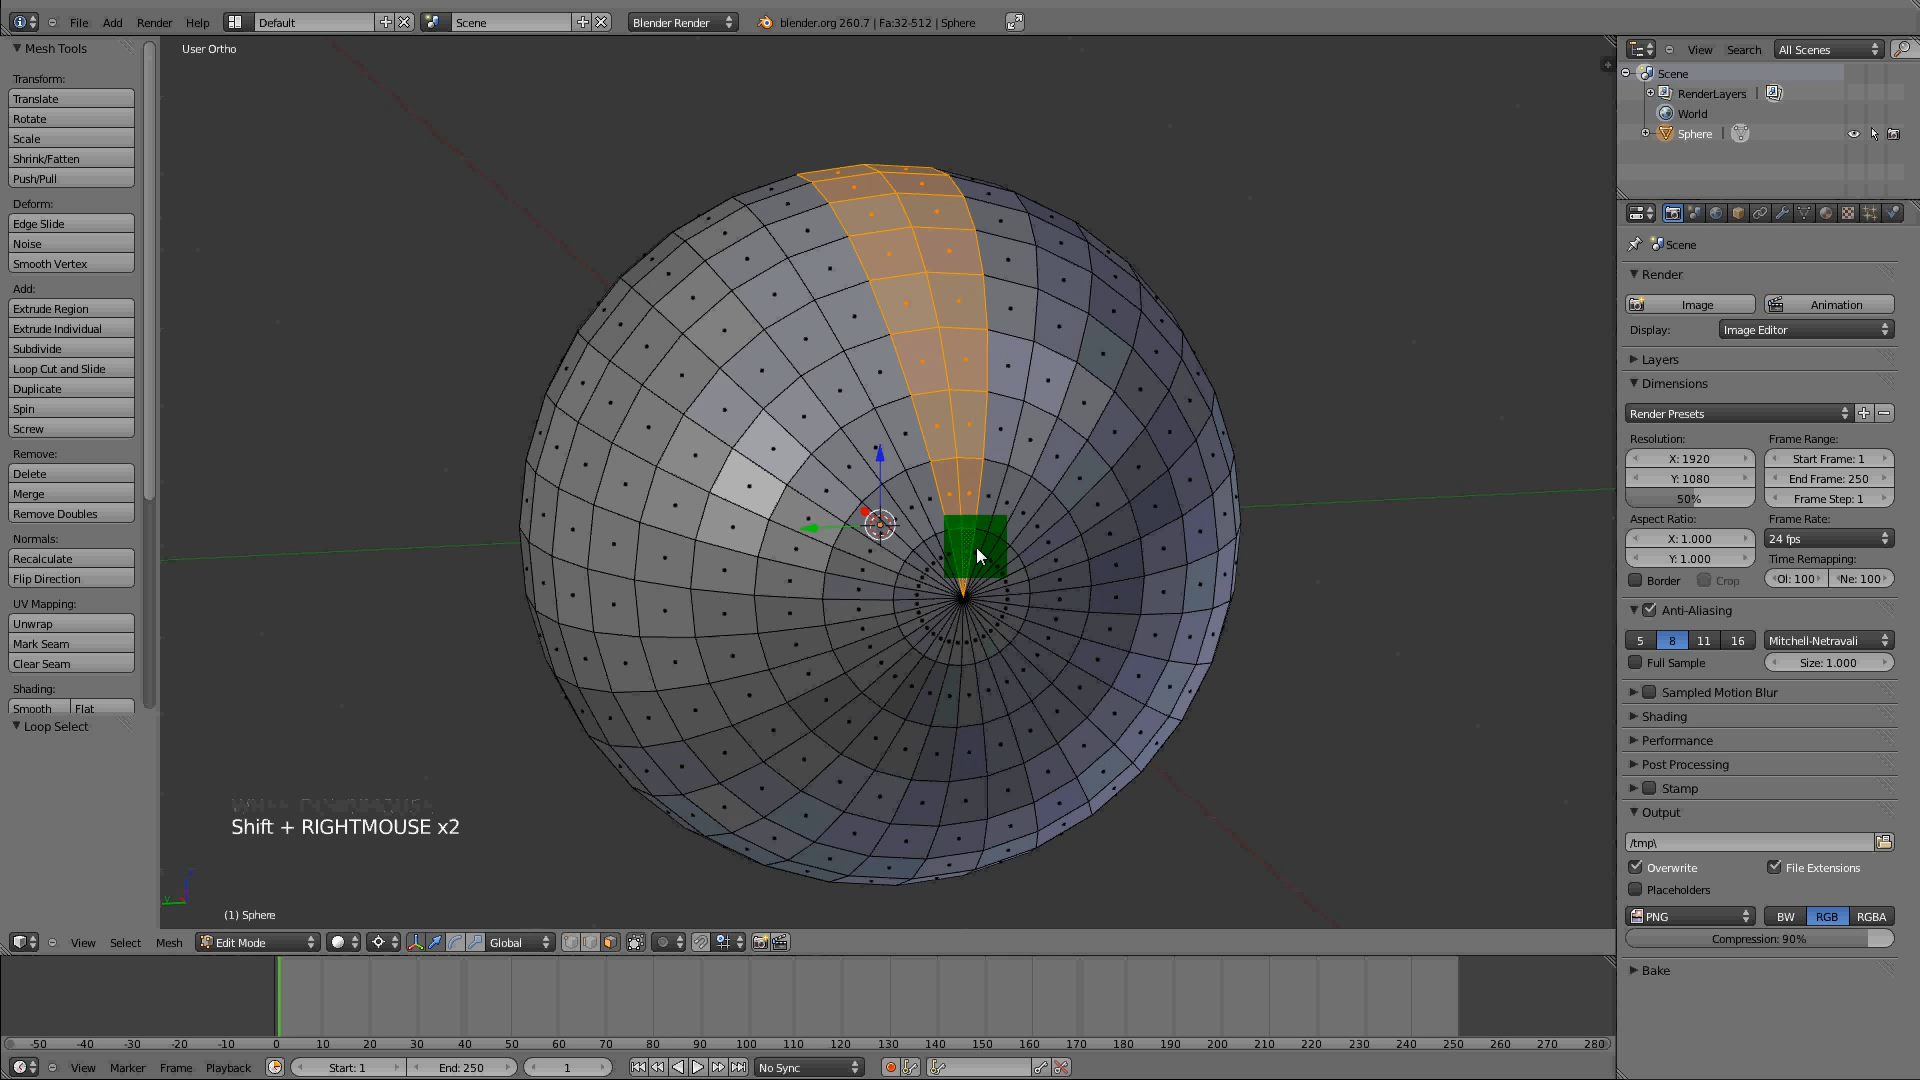 File Add Render Help Default Scene Blender Render blender.org 260.7 | Fa:32-512 | Sphere
Mesh Tools
Transform:
Translate
Rotate
Scale
Shrink/Fatten
Push/Pull
Deform:
Edge Slide
Noise
Smooth Vertex
Add:
Extrude Region
Extrude Individual
Subdivide
Loop Cut and Slide
Duplicate
Spin
Screw
Remove:
Delete
Merge
Remove Doubles
Normals:
Recalculate
Flip Direction
UV Mapping:
Unwrap
Mark Seam
Clear Seam
Shading:
Smooth Flat
Loop Select
User Ortho
Shift + RIGHTMOUSE x2
(1) Sphere
View Select Mesh Edit Mode Global
View Search All Scenes
Scene
RenderLayers |
World
Sphere |
Scene
Render
Image Animation
Display: Image Editor
Layers
Dimensions
Render Presets
Resolution: Frame Range:
X: 1920 Start Frame: 1
Y: 1080 End Frame: 250
50% Frame Step: 1
Aspect Ratio: Frame Rate:
X: 1.000 24 fps
Y: 1.000 Time Remapping:
Border Crop Ol: 100 Ne: 100
Anti-Aliasing
5 8 11 16 Mitchell-Netravali
Full Sample Size: 1.000
Sampled Motion Blur
Shading
Performance
Post Processing
Stamp
Output
/tmp\
Overwrite File Extensions
Placeholders
PNG BW RGB RGBA
Compression: 90%
Bake
-50 -40 -30 -20 -10 0 10 20 30 40 50 60 70 80 90 100 110 120 130 140 150 160 170 180 190 200 210 220 230 240 250 260 270 280
View Marker Frame Playback Start: 1 End: 250 1 No Sync